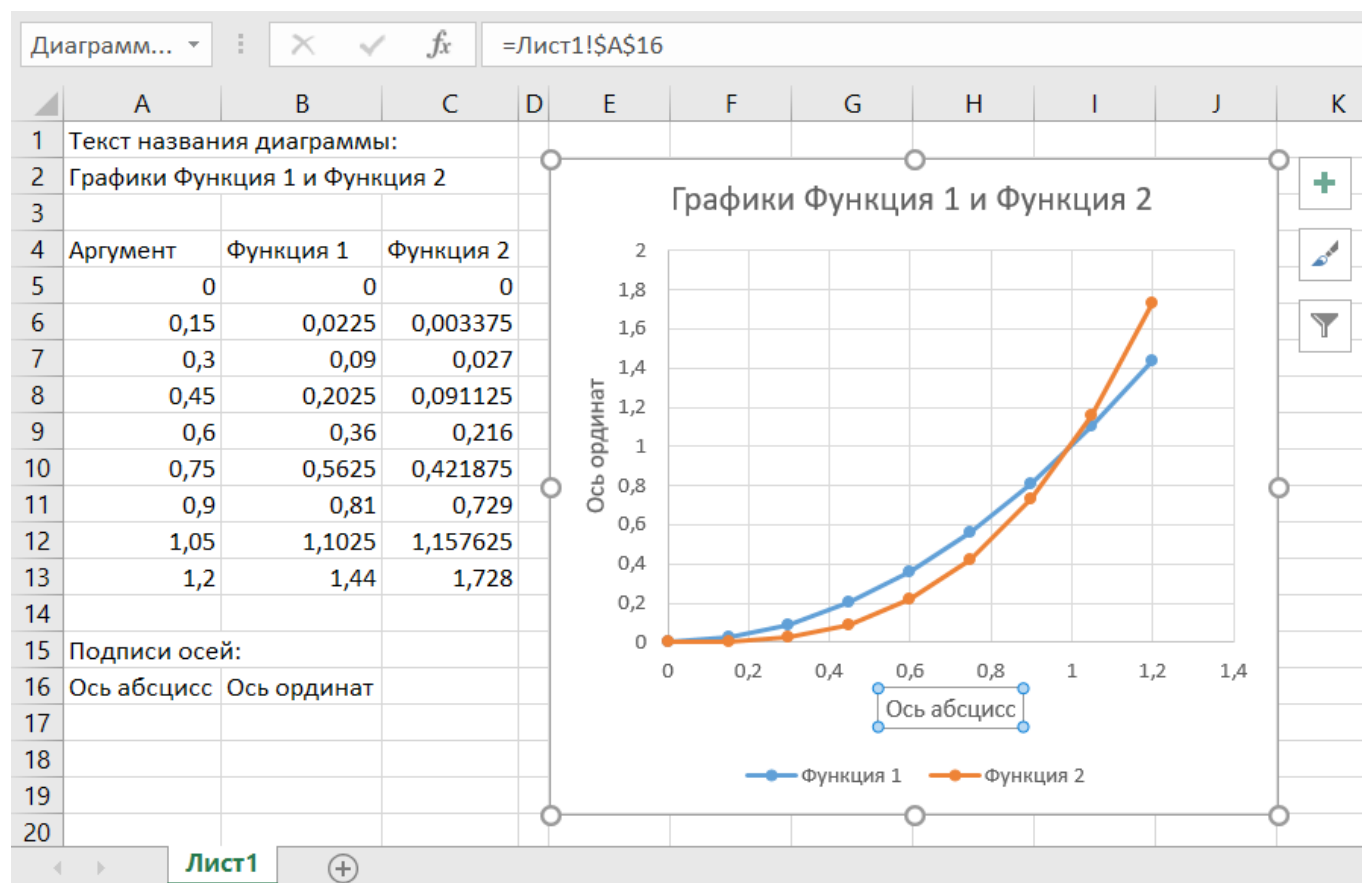 Диаграмм... fx =Лист1!$A$16
A B C D E F G H I J K
1 Текст названия диаграммы:
2 Графики Функция 1 и Функция 2
3
4 Аргумент Функция 1 Функция 2
5 0 0 0
6 0,15 0,0225 0,003375
7 0,3 0,09 0,027
8 0,45 0,2025 0,091125
9 0,6 0,36 0,216
10 0,75 0,5625 0,421875
11 0,9 0,81 0,729
12 1,05 1,1025 1,157625
13 1,2 1,44 1,728
14
15 Подписи осей:
16 Ось абсцисс Ось ординат
17
18
19
20
Графики Функция 1 и Функция 2
Ось ординат
2
1,8
1,6
1,4
1,2
1
0,8
0,6
0,4
0,2
0
0 0,2 0,4 0,6 0,8 1 1,2 1,4
Ось абсцисс
Функция 1 Функция 2
Лист1